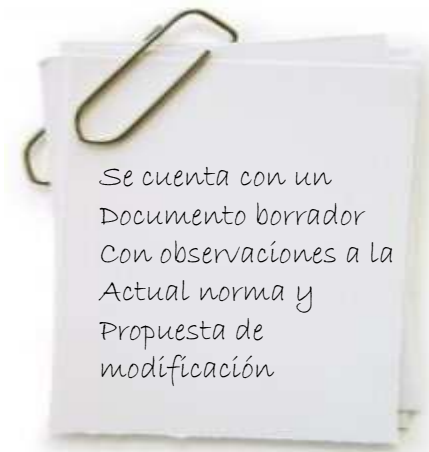 Se cuenta con un
Documento borrador
Con observaciones a la
Actual norma y
Propuesta de
modificación